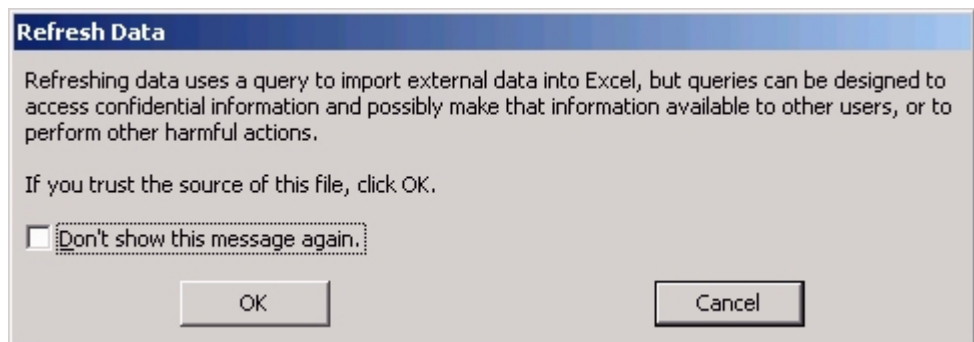 Refresh Data
Refreshing data uses a query to import external data into Excel, but queries can be designed to
access confidential information and possibly make that information available to other users, or to
perform other harmful actions.
If you trust the source of this file, click OK.
Don't show this message again.
OK
Cancel